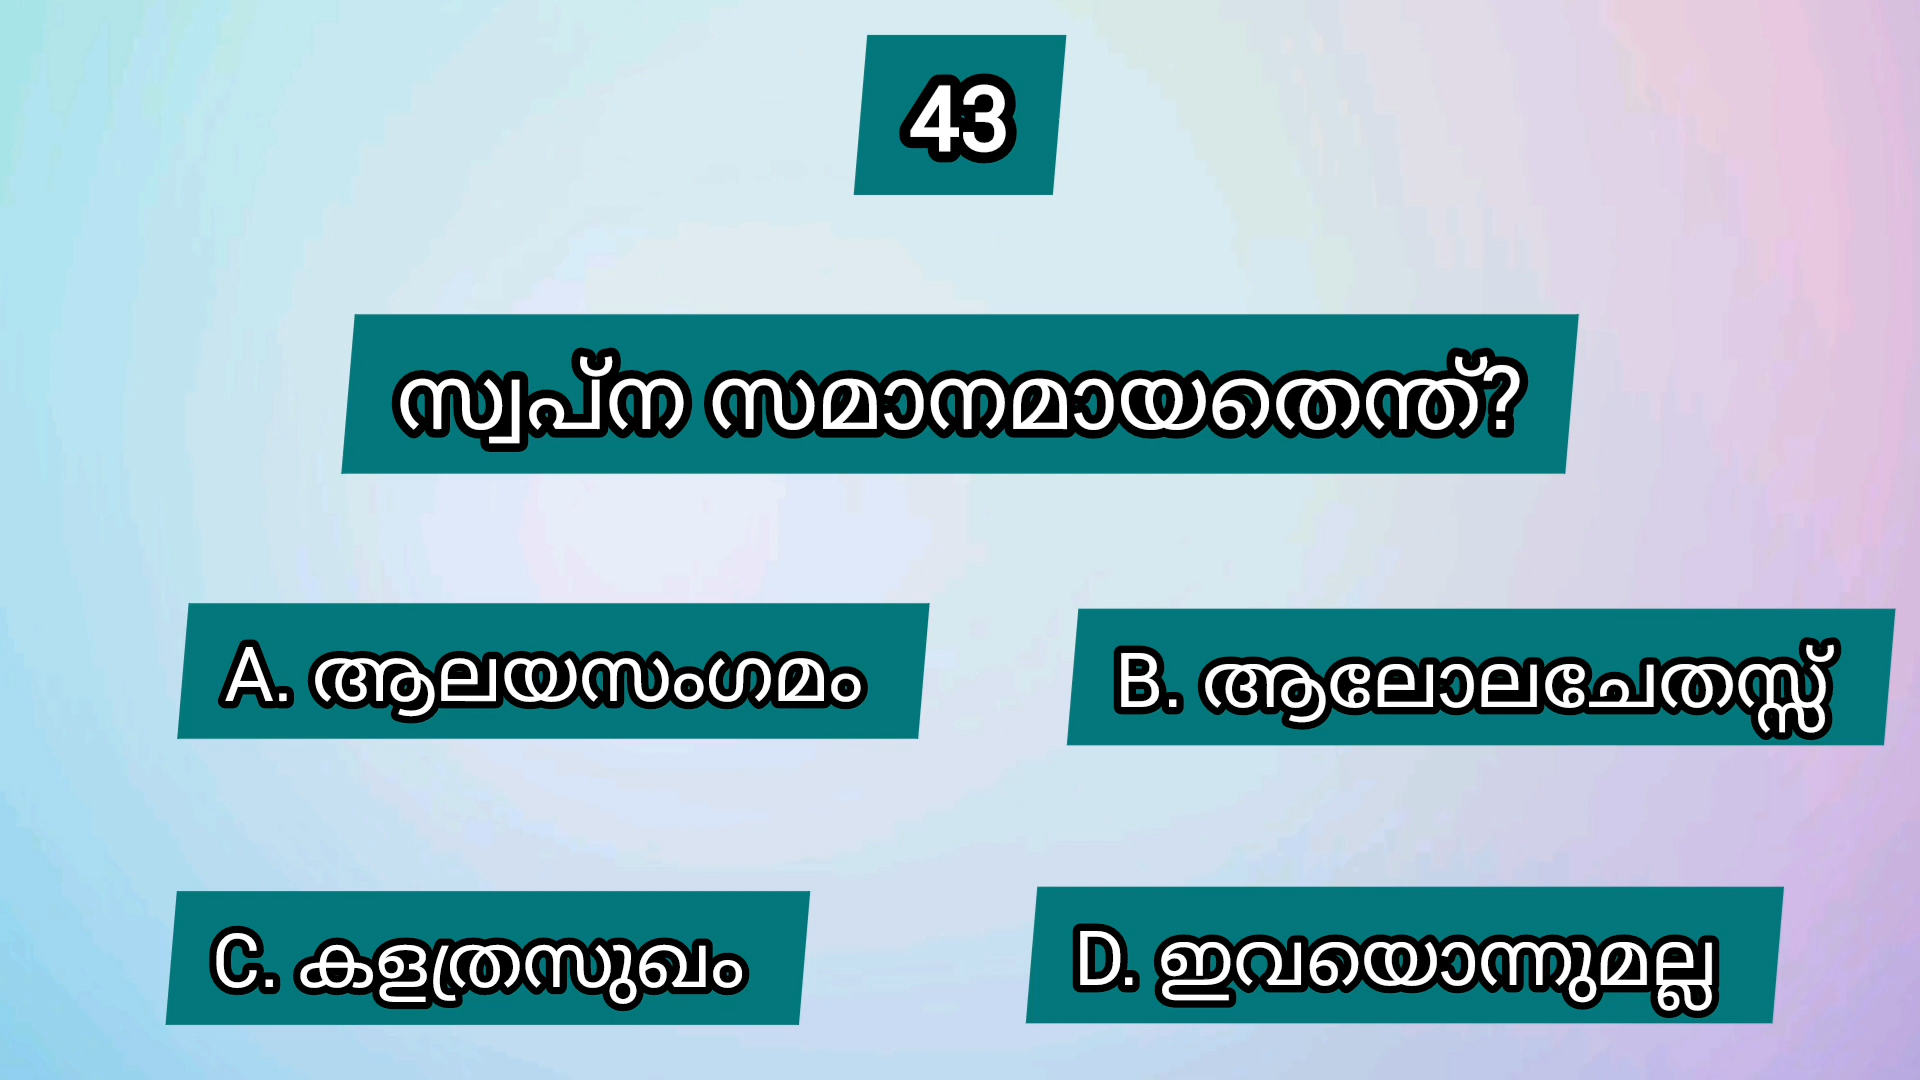 43
സ്വപ്ന സമാനമായതെന്ത്?
A. ആലയസംഗമം
B. ആലോലചേതസ്സ്
C. കളത്രസുഖം
D. ഇവയൊന്നുമല്ല